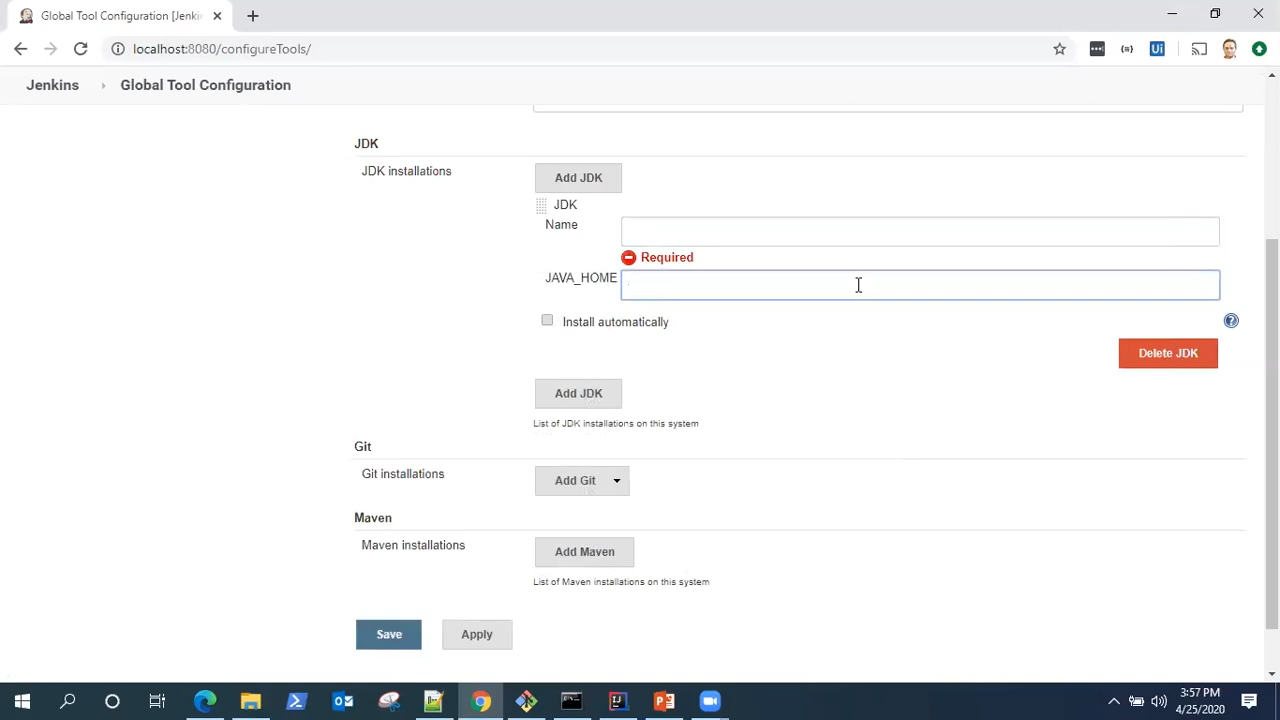 Global Tool Configuration [Jenki
localhost:8080/configureTools/
Ui
Jenkins
Global Tool Configuration
JDK
JDK installations
Add JDK
JDK
Name
Required
JAVA_HOME
Install automatically
?
Delete JDK
Add JDK
List of JDK installations on this system
Git
Git installations
Add Git
Maven
Maven installations
Add Maven
List of Maven installations on this system
Save
Apply
3:57 PM
4/25/2020